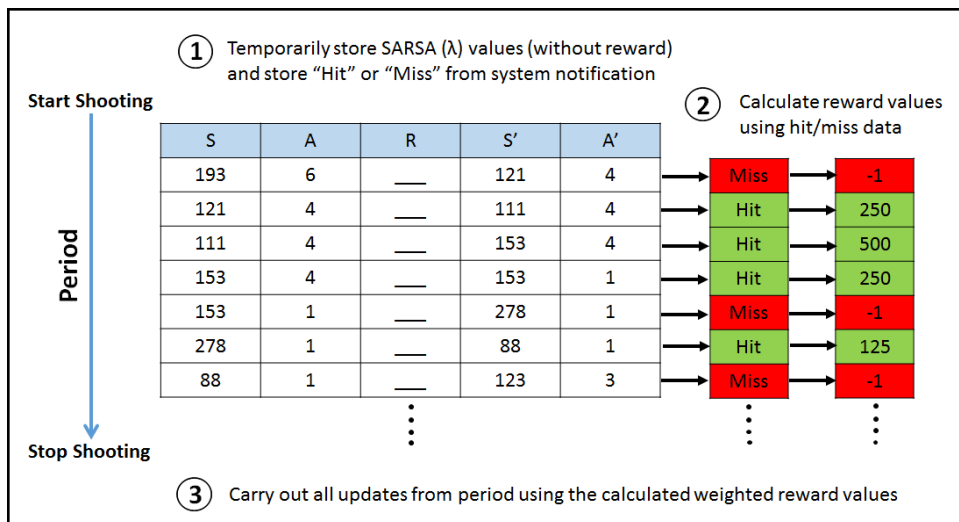 1 Temporarily store SARSA (λ) values (without reward)
and store “Hit” or “Miss” from system notification
Start Shooting
2 Calculate reward values
using hit/miss data
S A R S’ A’
193 6 ___ 121 4 Miss -1
121 4 ___ 111 4 Hit 250
111 4 ___ 153 4 Hit 500
153 4 ___ 153 1 Hit 250
153 1 ___ 278 1 Miss -1
278 1 ___ 88 1 Hit 125
88 1 ___ 123 3 Miss -1
Period
Stop Shooting
3 Carry out all updates from period using the calculated weighted reward values